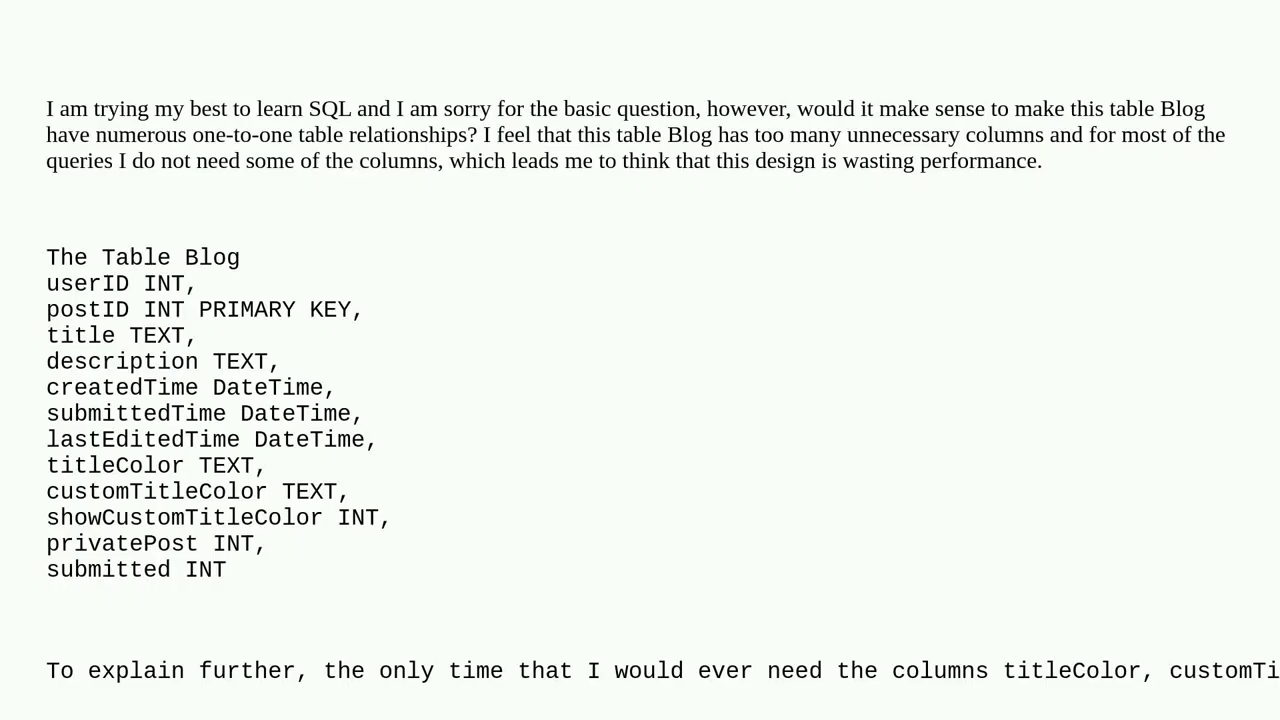 I am trying my best to learn SQL and I am sorry for the basic question, however, would it make sense to make this table Blog
have numerous one-to-one table relationships? I feel that this table Blog has too many unnecessary columns and for most of the
queries I do not need some of the columns, which leads me to think that this design is wasting performance.
The Table Blog
userID INT,
postID INT PRIMARY KEY,
title TEXT,
description TEXT,
createdTime DateTime,
submittedTime DateTime,
lastEditedTime DateTime,
titleColor TEXT,
customTitleColor TEXT,
showCustomTitleColor INT,
privatePost INT,
submitted INT
To explain further, the only time that I would ever need the columns titleColor, customTi